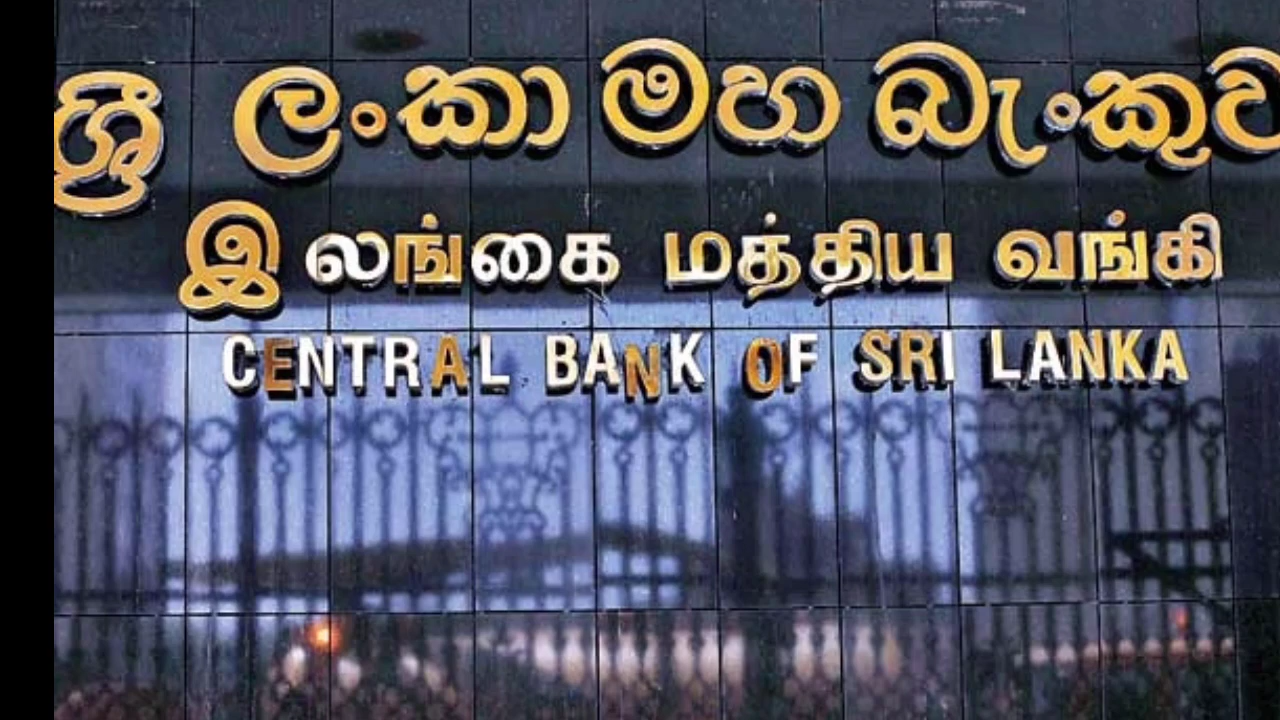 ශ්‍රී ලංකා මහ බැංකුව
இலங்கை மத்திய வங்கி
CENTRAL BANK OF SRI LANKA